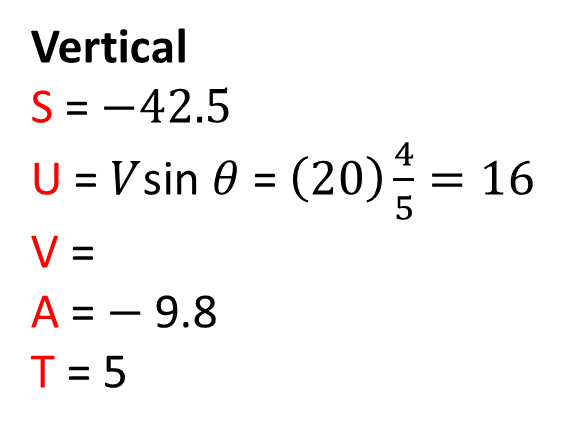 Vertical
S = −42.5
U = V sin θ = (20) 4/5 = 16
V =
A = − 9.8
T = 5